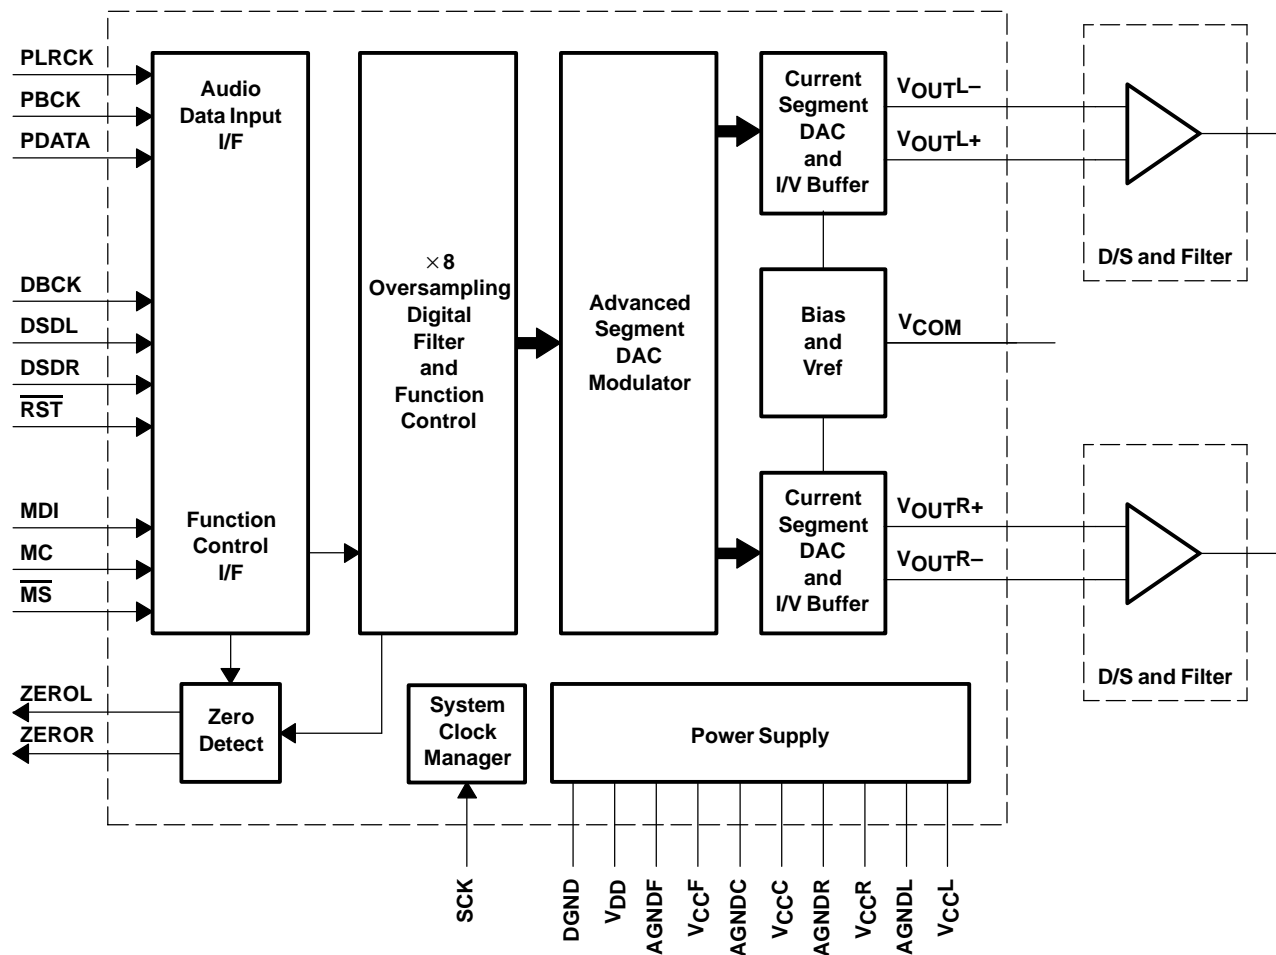 PLRCK
PBCK
PDATA
DBCK
DSDL
DSDR
RST
MDI
MC
MS
ZEROL
ZEROR
Audio
Data Input
I/F
Function
Control
I/F
×8
Oversampling
Digital
Filter
and
Function
Control
Advanced
Segment
DAC
Modulator
Current
Segment
DAC
and
I/V Buffer
Bias
and
Vref
Current
Segment
DAC
and
I/V Buffer
VOUTL–
VOUTL+
VCOM
VOUTR+
VOUTR–
D/S and Filter
D/S and Filter
Zero
Detect
System
Clock
Manager
Power Supply
SCK
DGND
VDD
AGNDF
VCCF
AGNDC
VCCC
AGNDR
VCCR
AGNDL
VCCL